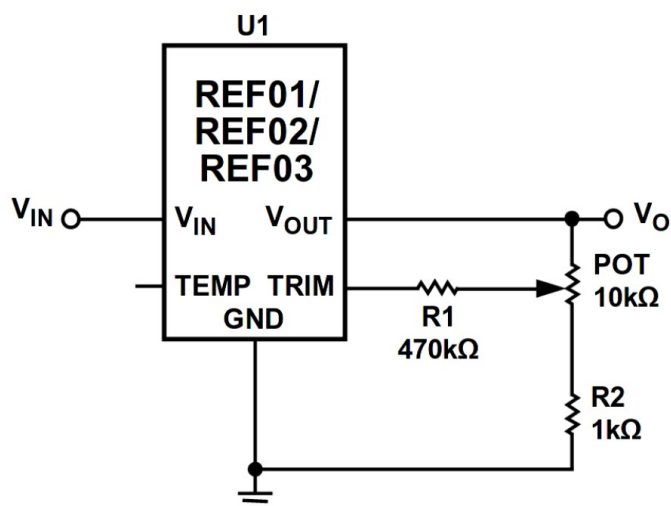 U1
REF01/
REF02/
REF03
V_IN
V_IN
V_OUT
V_O
TEMP
TRIM
GND
R1
470kΩ
POT
10kΩ
R2
1kΩ